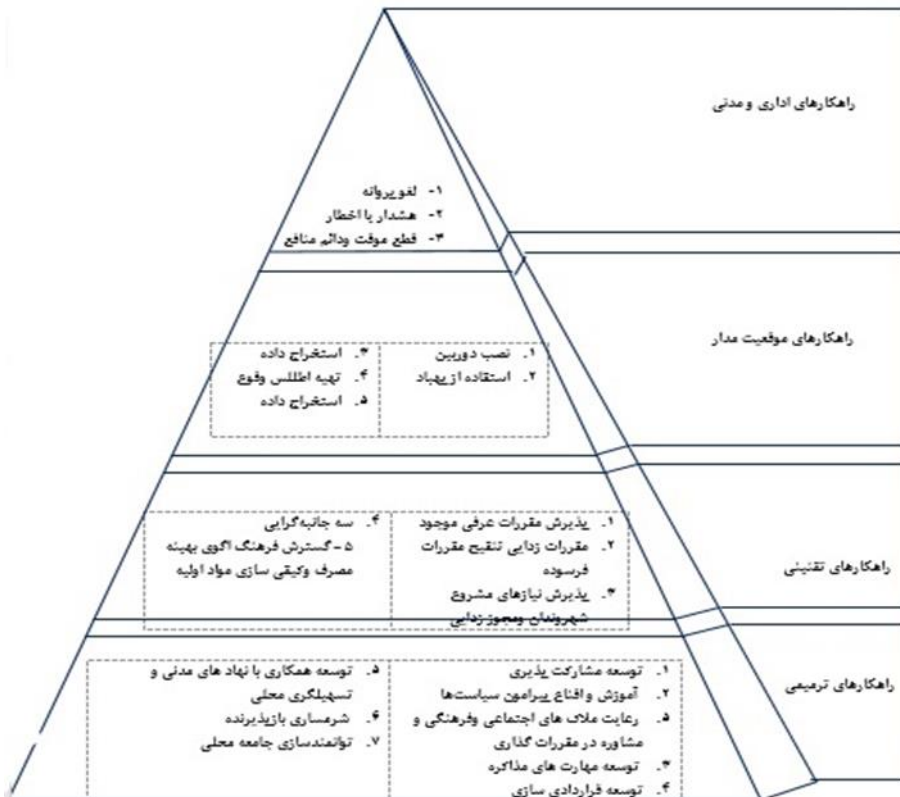 راهکارهای اداری و مدنی
۱- لغو پروانه
۲- هشدار یا اخطار
۳- قطع موقت ودائم منافع
راهکارهای موقعیت مدار
۱. نصب دوربین
۲. استفاده از پهباد
۳. استخراج داده
۴. تهیه اطللس وقوع
۵. استخراج داده
راهکارهای تقنینی
۱. پذیرش مقررات عرفی موجود
۲. مقررات زدایی تنقیح مقررات
فرسوده
۳. پذیرش نیازهای مشروع
شهروندان ومجوز زدایی
۴. سه جانبه‌گرایی
۵ -گسترش فرهنگ اگوی بهینه
مصرف وکیفی سازی مواد اولیه
راهکارهای ترمیمی
۱. توسعه مشارکت پذیری
۲. آموزش و اقناع پیرامون سیاست‌ها
۵. رعایت ملاک های اجتماعی وفرهنگی و
مشاوره در مقررات گذاری
۳. توسعه مهارت های مذاکره
۴. توسعه قراردادی سازی
۵. توسعه همکاری با نهاد های مدنی و
تسهیلگری محلی
۶. شرمساری بازپذیرنده
۷. توانمندسازی جامعه محلی